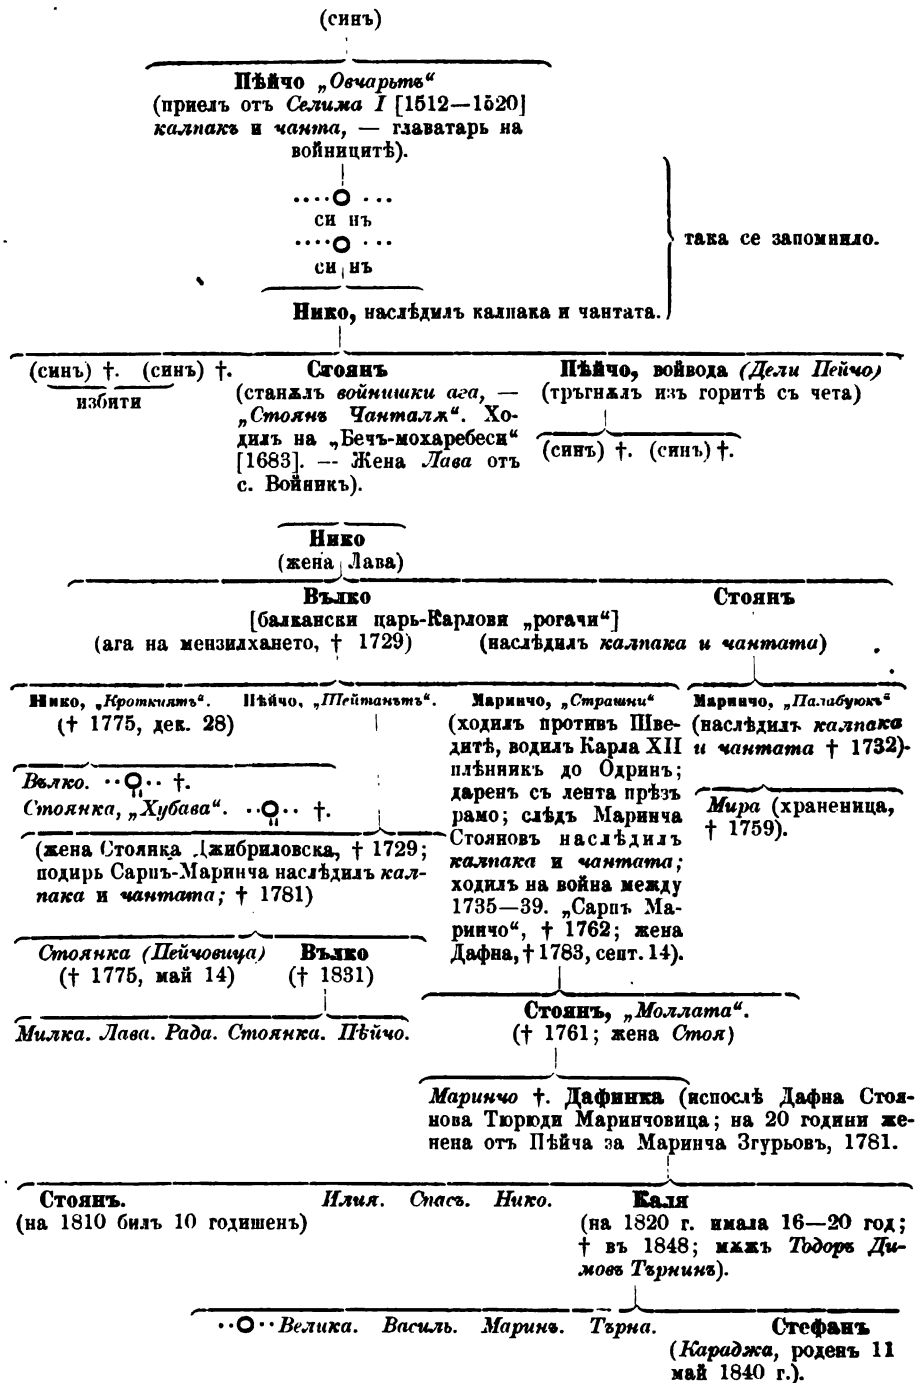 (синъ)
Пѣйчо „Овчарьтъ“
(приелъ отъ Селима I [1512—1520]
калпакъ и чанта, — главатарь на
войницитѣ).
си нъ
си нъ
така се запомнило.
Нико, наслѣдилъ калпака и чантата.
(синъ) †. (синъ) †.
избити
Стоянъ
(станѫлъ войнишки ага, —
„Стоянъ Чанталѫ“. Хо-
дилъ на „Бечъ-мохаребеси“
[1683]. — Жена Лава отъ
с. Войникъ).
Пѣйчо, войвода (Дели Пейчо)
(тръгнѫлъ изъ горитѣ съ чета)
(синъ) †. (синъ) †.
Нико
(жена Лава)
Вълко
[балкански царь-Карлови „рогачи“]
(ага на мензилхането, † 1729)
Стоянъ
(наслѣдилъ калпака и чантата)
Нико, „Кроткиятъ“.
(† 1775, дек. 28)
Пѣйчо, „Шейтанътъ“.
Вълко. †.
Стоянка, „Хубава“. †.
(жена Стоянка Джибриловска, † 1729;
подирь Сарпъ-Маринча наслѣдилъ кал-
пака и чантата; † 1781)
Стоянка (Пейчовица)
(† 1775, май 14)
Вълко
(† 1831)
Милка. Лава. Рада. Стоянка. Пѣйчо.
Маринчо, „Страшни“
(ходилъ противъ Шве-
дитѣ, водилъ Карла XII
плѣнникъ до Одринъ;
даренъ съ лента прѣзъ
рамо; слѣдъ Маринча
Стояновъ наслѣдилъ
калпака и чантата;
ходилъ на война между
1735—39. „Сарпъ Ма-
ринчо“, † 1762; жена
Дафна, † 1783, септ. 14).
Маринчо, „Палабуюкъ“
(наслѣдилъ калпака
и чантата † 1732).
Мира (храненица,
† 1759).
Стоянъ, „Моллата“.
(† 1761; жена Стоя)
Маринчо †. Дафинка (испослѣ Дафна Стоя-
нова Тюрюди Маринчовица; на 20 години же-
нена отъ Пѣйча за Маринча Згурьовъ, 1781.
Стоянъ.
(на 1810 билъ 10 годишенъ)
Илия. Спасъ. Нико.
Каля
(на 1820 г. имала 16—20 год;
† въ 1848; мѫжъ Тодоръ Ди-
мовъ Търнинъ).
Велика. Василь. Маринъ. Търна.
Стефанъ
(Караджа, роденъ 11
май 1840 г.).